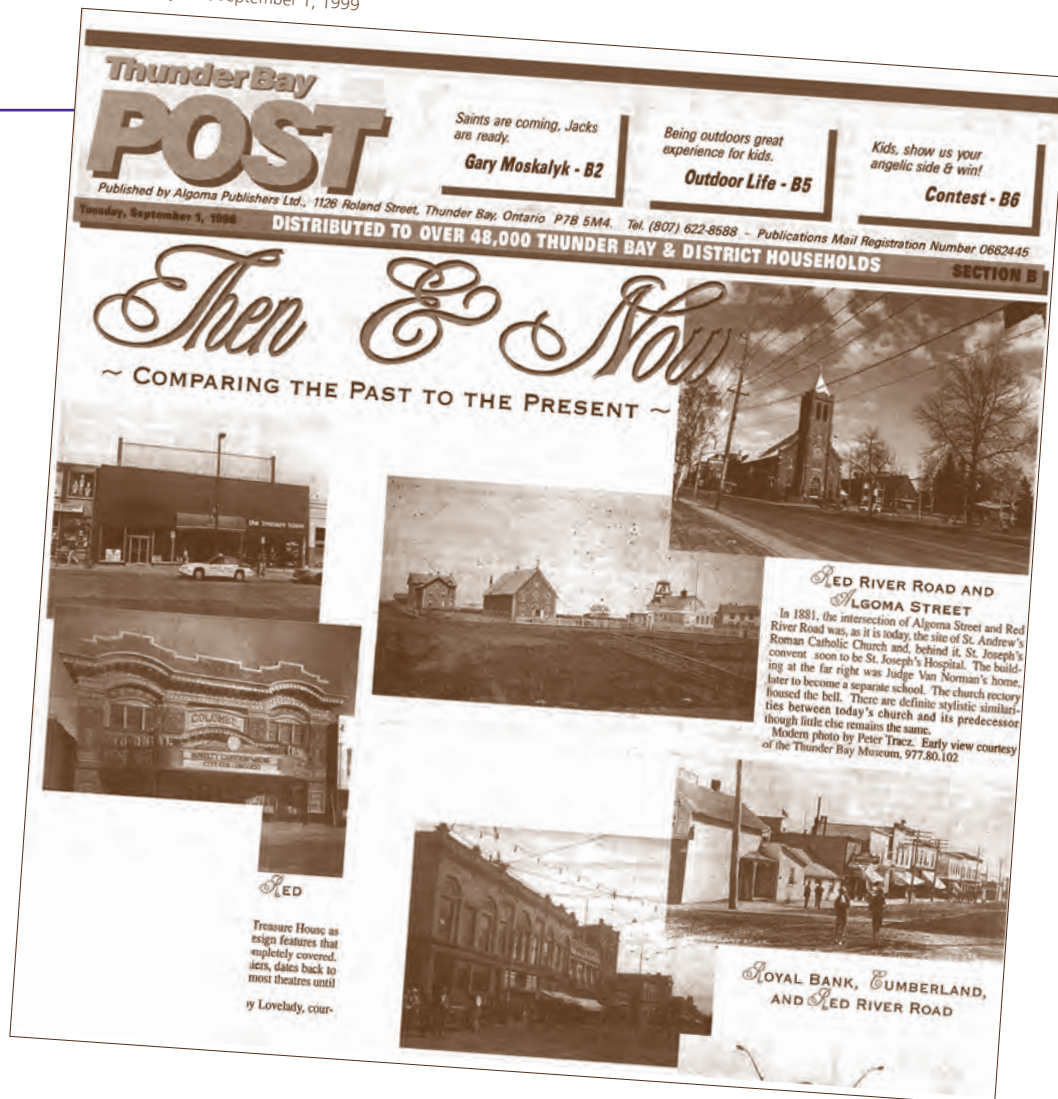 September 1, 1999
Thunder Bay
POST
Saints are coming, Jacks
are ready.
Gary Moskalyk - B2
Being outdoors great
experience for kids.
Outdoor Life - B5
Kids, show us your
angelic side & win!
Contest - B6
Published by Algoma Publishers Ltd., 1126 Roland Street, Thunder Bay, Ontario P7B 5M4. Tel. (807) 622-8588 - Publications Mail Registration Number 0662445
Tuesday, September 1, 1998
DISTRIBUTED TO OVER 48,000 THUNDER BAY & DISTRICT HOUSEHOLDS
SECTION B
Then & Now
~ COMPARING THE PAST TO THE PRESENT ~
the treasure house
COLONIAL
RED RIVER ROAD AND
ALGOMA STREET
In 1881, the intersection of Algoma Street and Red
River Road was, as it is today, the site of St. Andrew's
Roman Catholic Church and, behind it, St. Joseph's
convent soon to be St. Joseph's Hospital. The build-
ing at the far right was Judge Van Norman's home,
later to become a separate school. The church rectory
housed the bell. There are definite stylistic similari-
ties between today's church and its predecessor
though little else remains the same.
Modern photo by Peter Tracz. Early view courtesy
of the Thunder Bay Museum, 977.80.102
RED
Treasure House as
esign features that
mpletely covered.
iers, dates back to
most theatres until
by Lovelady, cour-
ROYAL BANK, CUMBERLAND,
AND RED RIVER ROAD